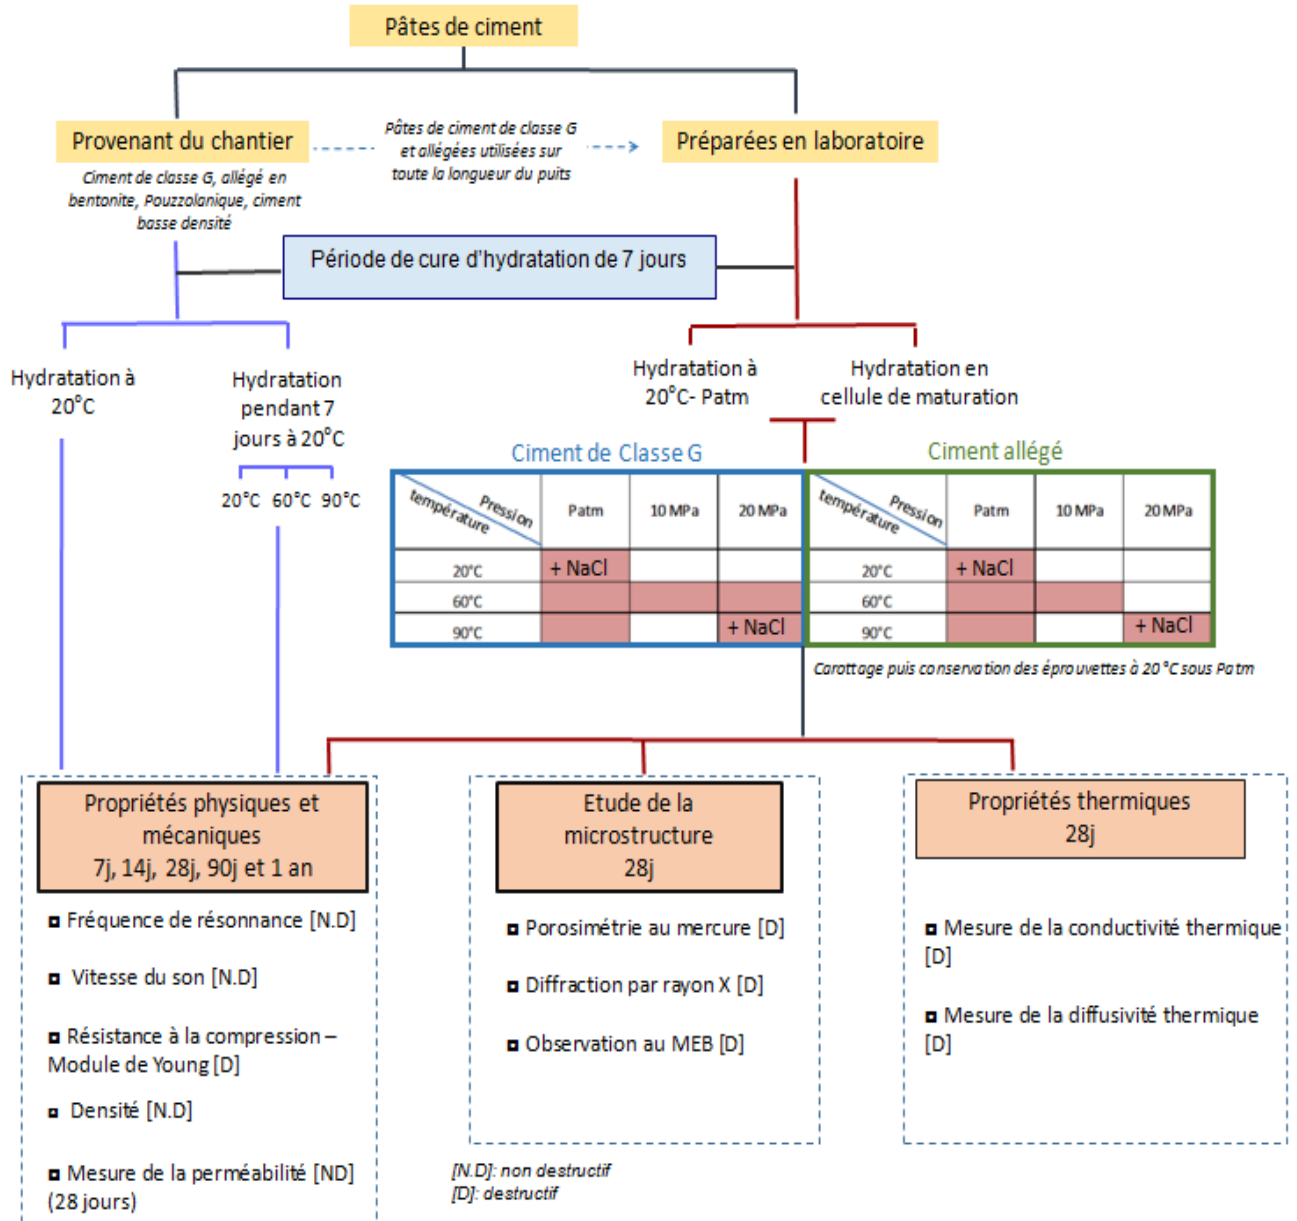 Pâtes de ciment
Provenant du chantier
Pâtes de ciment de classe G
et allégées utilisées sur
toute la longueur du puits
Préparées en laboratoire
Ciment de classe G, allégé en
bentonite, Pouzzolanique, ciment
basse densité
Période de cure d'hydratation de 7 jours
Hydratation à
20°C
Hydratation
pendant 7
jours à 20°C
20°C 60°C 90°C
Hydratation à
20°C- Patm
Hydratation en
cellule de maturation
Ciment de Classe G
température Pression Patm 10 MPa 20 MPa
20°C + NaCl
60°C
90°C + NaCl
Ciment allégé
température Pression Patm 10 MPa 20 MPa
20°C + NaCl
60°C
90°C + NaCl
Carottage puis conservation des éprouvettes à 20°C sous Patm
Propriétés physiques et
mécaniques
7j, 14j, 28j, 90j et 1 an
Fréquence de résonnance [N.D]
Vitesse du son [N.D]
Résistance à la compression –
Module de Young [D]
Densité [N.D]
Mesure de la perméabilité [ND]
(28 jours)
Etude de la
microstructure
28j
Porosimétrie au mercure [D]
Diffraction par rayon X [D]
Observation au MEB [D]
[N.D]: non destructif
[D]: destructif
Propriétés thermiques
28j
Mesure de la conductivité thermique
[D]
Mesure de la diffusivité thermique
[D]